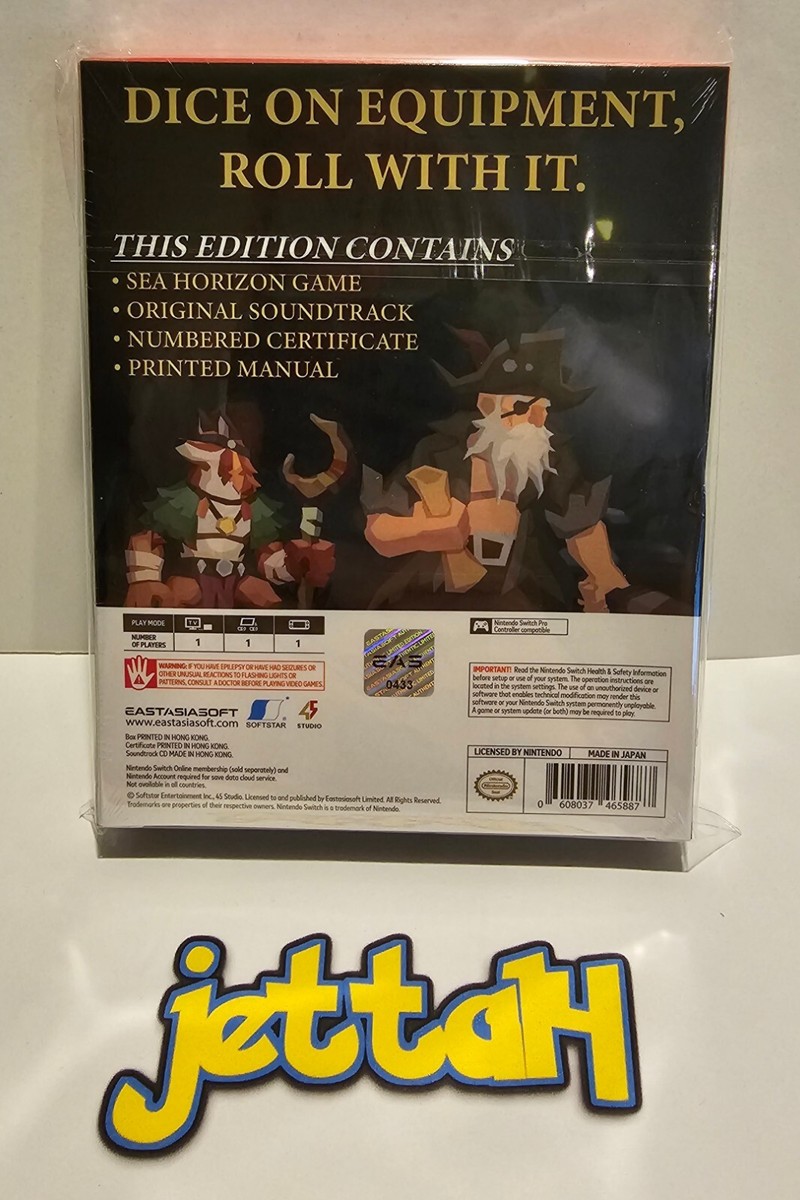 DICE ON EQUIPMENT,
ROLL WITH IT.
THIS EDITION CONTAINS
• SEA HORIZON GAME
• ORIGINAL SOUNDTRACK
• NUMBERED CERTIFICATE
• PRINTED MANUAL
PLAY MODE
TV
NUMBER
OF PLAYERS
1
1
1
EAS
0433
Nintendo Switch Pro
Controller compatible
WARNING: IF YOU HAVE EPILEPSY OR HAVE HAD SEIZURES OR
OTHER UNUSUAL REACTIONS TO FLASHING LIGHTS OR
PATTERNS, CONSULT A DOCTOR BEFORE PLAYING VIDEO GAMES.
IMPORTANT! Read the Nintendo Switch Health & Safety Information
before setup or use of your system. The operation instructions are
located in the system settings. The use of an unauthorized device or
software that enables technical modification may render this
software or your Nintendo Switch system permanently unplayable.
A game or system update (or both) may be required to play.
EASTASIASOFT
www.eastasiasoft.com
SOFTSTAR
45
STUDIO
Box PRINTED IN HONG KONG.
Certificate PRINTED IN HONG KONG.
Soundtrack CD MADE IN HONG KONG.
Nintendo Switch Online membership (sold separately) and
Nintendo Account required for save data cloud service.
Not available in all countries.
© Softstar Entertainment Inc., 45 Studio. Licensed to and published by Eastasiasoft Limited. All Rights Reserved.
Trademarks are properties of their respective owners. Nintendo Switch is a trademark of Nintendo.
LICENSED BY NINTENDO
MADE IN JAPAN
Official
Nintendo
Seal
0 608037 465887
jettaH